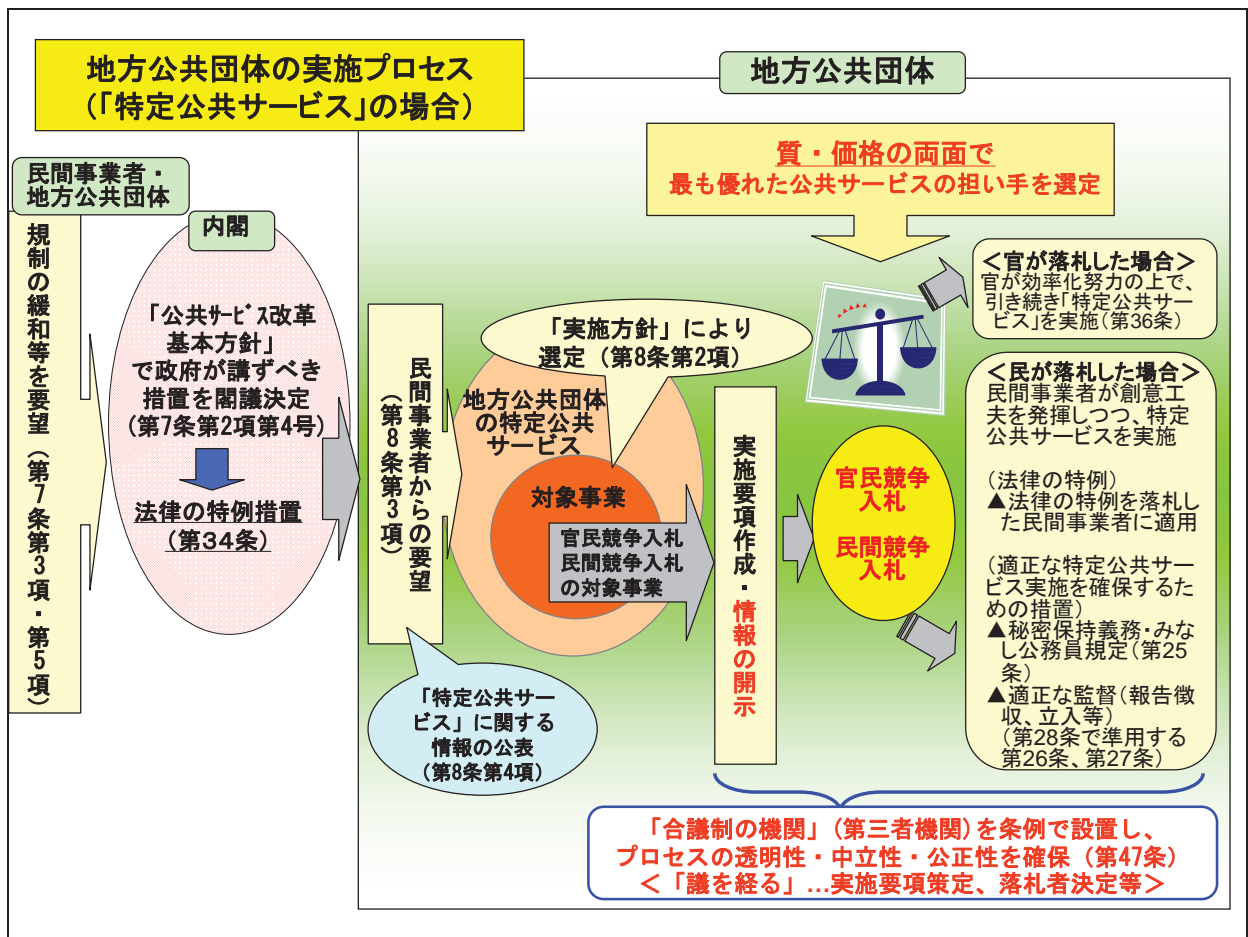 地方公共団体の実施プロセス
(「特定公共サービス」の場合)
地方公共団体
民間事業者・
地方公共団体
規制の緩和等を要望(第7条第3項・第5項)
内閣
「公共サービス改革
基本方針」
で政府が講ずべき
措置を閣議決定
(第7条第2項第4号)
法律の特例措置
(第34条)
民間事業者からの要望
(第8条第3項)
「特定公共サー
ビス」に関する
情報の公表
(第8条第4項)
「実施方針」により
選定(第8条第2項)
地方公共団体
の特定公共
サービス
対象事業
官民競争入札
民間競争入札
の対象事業
実施要項作成・情報の開示
質・価格の両面で
最も優れた公共サービスの担い手を選定
官民競争
入札
民間競争
入札
<官が落札した場合>
官が効率化努力の上で、
引き続き「特定公共サー
ビス」を実施(第36条)
<民が落札した場合>
民間事業者が創意工
夫を発揮しつつ、特定
公共サービスを実施
(法律の特例)
▲法律の特例を落札し
た民間事業者に適用
(適正な特定公共サー
ビス実施を確保するた
めの措置)
▲秘密保持義務・みな
し公務員規定(第25
条)
▲適正な監督(報告徴
収、立入等)
(第28条で準用する
第26条、第27条)
「合議制の機関」(第三者機関)を条例で設置し、
プロセスの透明性・中立性・公正性を確保(第47条)
<「議を経る」…実施要項策定、落札者決定等>